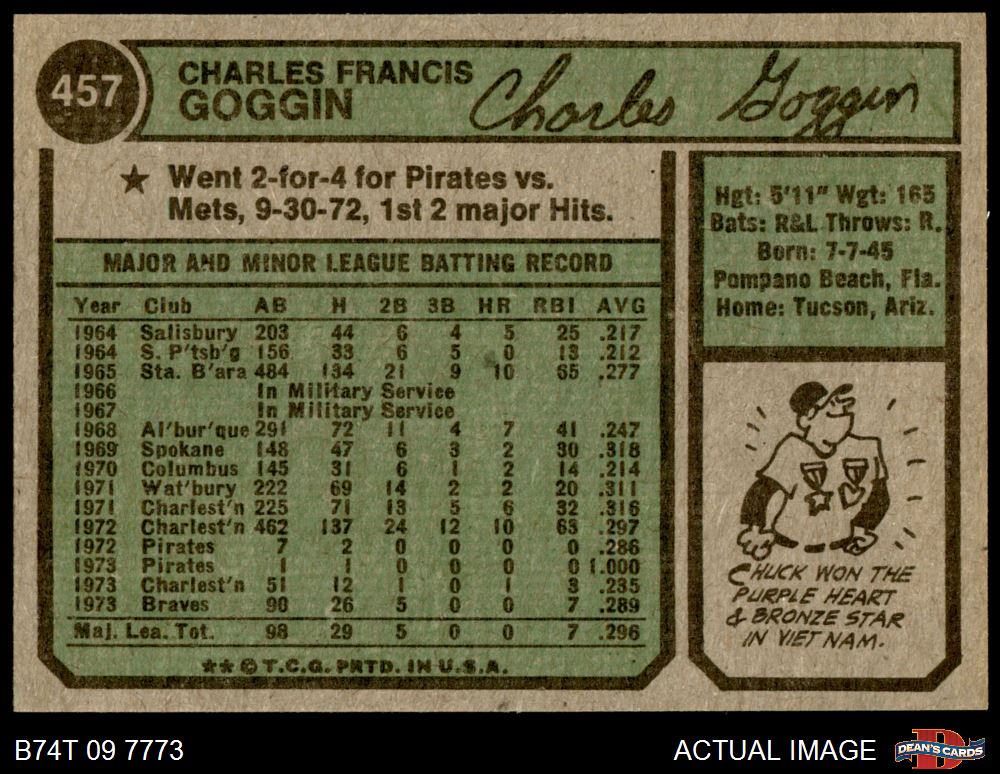 457
CHARLES FRANCIS
GOGGIN
Charles Goggin
★ Went 2-for-4 for Pirates vs.
Mets, 9-30-72, 1st 2 major Hits.
MAJOR AND MINOR LEAGUE BATTING RECORD
Year Club AB H 2B 3B HR RBI AVG
1964 Salisbury 203 44 6 4 5 25 .217
1964 S. P'tsb'g 156 33 6 5 0 13 .212
1965 Sta. B'ara 484 134 21 9 10 65 .277
1966 In Military Service
1967 In Military Service
1968 Al'bur'que 291 72 11 4 7 41 .247
1969 Spokane 148 47 6 3 2 30 .318
1970 Columbus 145 31 6 1 2 14 .214
1971 Wat'bury 222 69 14 2 2 20 .311
1971 Charlest'n 225 71 13 5 6 32 .316
1972 Charlest'n 462 137 24 12 10 63 .297
1972 Pirates 7 2 0 0 0 0 .286
1973 Pirates 1 1 0 0 0 0 1.000
1973 Charlest'n 51 12 1 0 1 3 .235
1973 Braves 90 26 5 0 0 7 .289
Maj. Lea. Tot. 98 29 5 0 0 7 .296
** © T.C.G. PRTD. IN U.S.A.
Hgt: 5'11" Wgt: 165
Bats: R&L Throws: R.
Born: 7-7-45
Pompano Beach, Fla.
Home: Tucson, Ariz.
CHUCK WON THE
PURPLE HEART
& BRONZE STAR
IN VIET NAM.
B74T 09 7773
ACTUAL IMAGE
DEAN'S CARDS